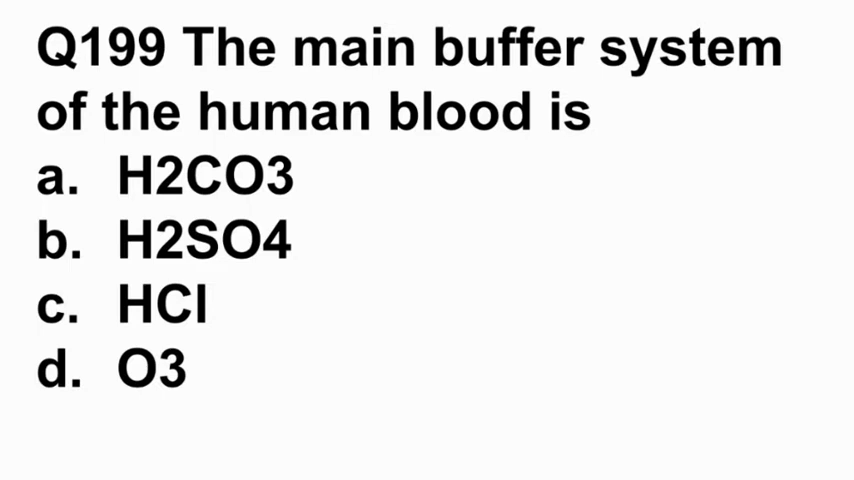 Q199 The main buffer system
of the human blood is
a. H2CO3
b. H2SO4
c. HCl
d. O3